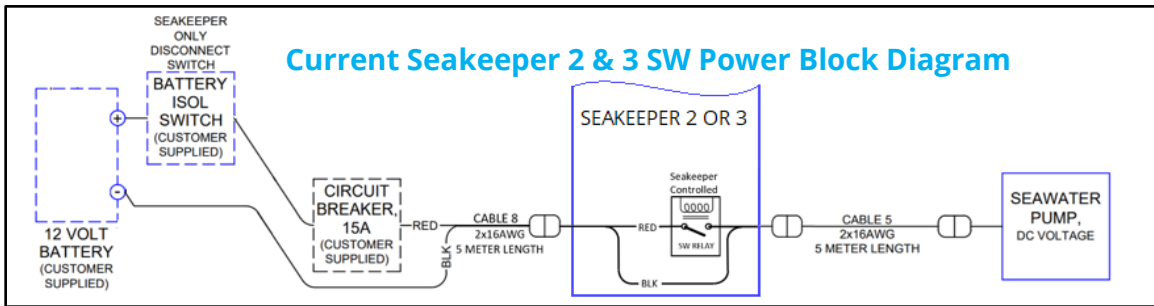 SEAKEEPER
ONLY
DISCONNECT
SWITCH
Current Seakeeper 2 & 3 SW Power Block Diagram
BATTERY
ISOL
SWITCH
(CUSTOMER
SUPPLIED)
+
-
12 VOLT
BATTERY
(CUSTOMER
SUPPLIED)
CIRCUIT
BREAKER,
15A
(CUSTOMER
SUPPLIED)
RED
BLK
CABLE 8
2x16AWG
5 METER LENGTH
SEAKEEPER 2 OR 3
Seakeeper
Controlled
RED
SW RELAY
BLK
CABLE 5
2x16AWG
5 METER LENGTH
SEAWATER
PUMP,
DC VOLTAGE